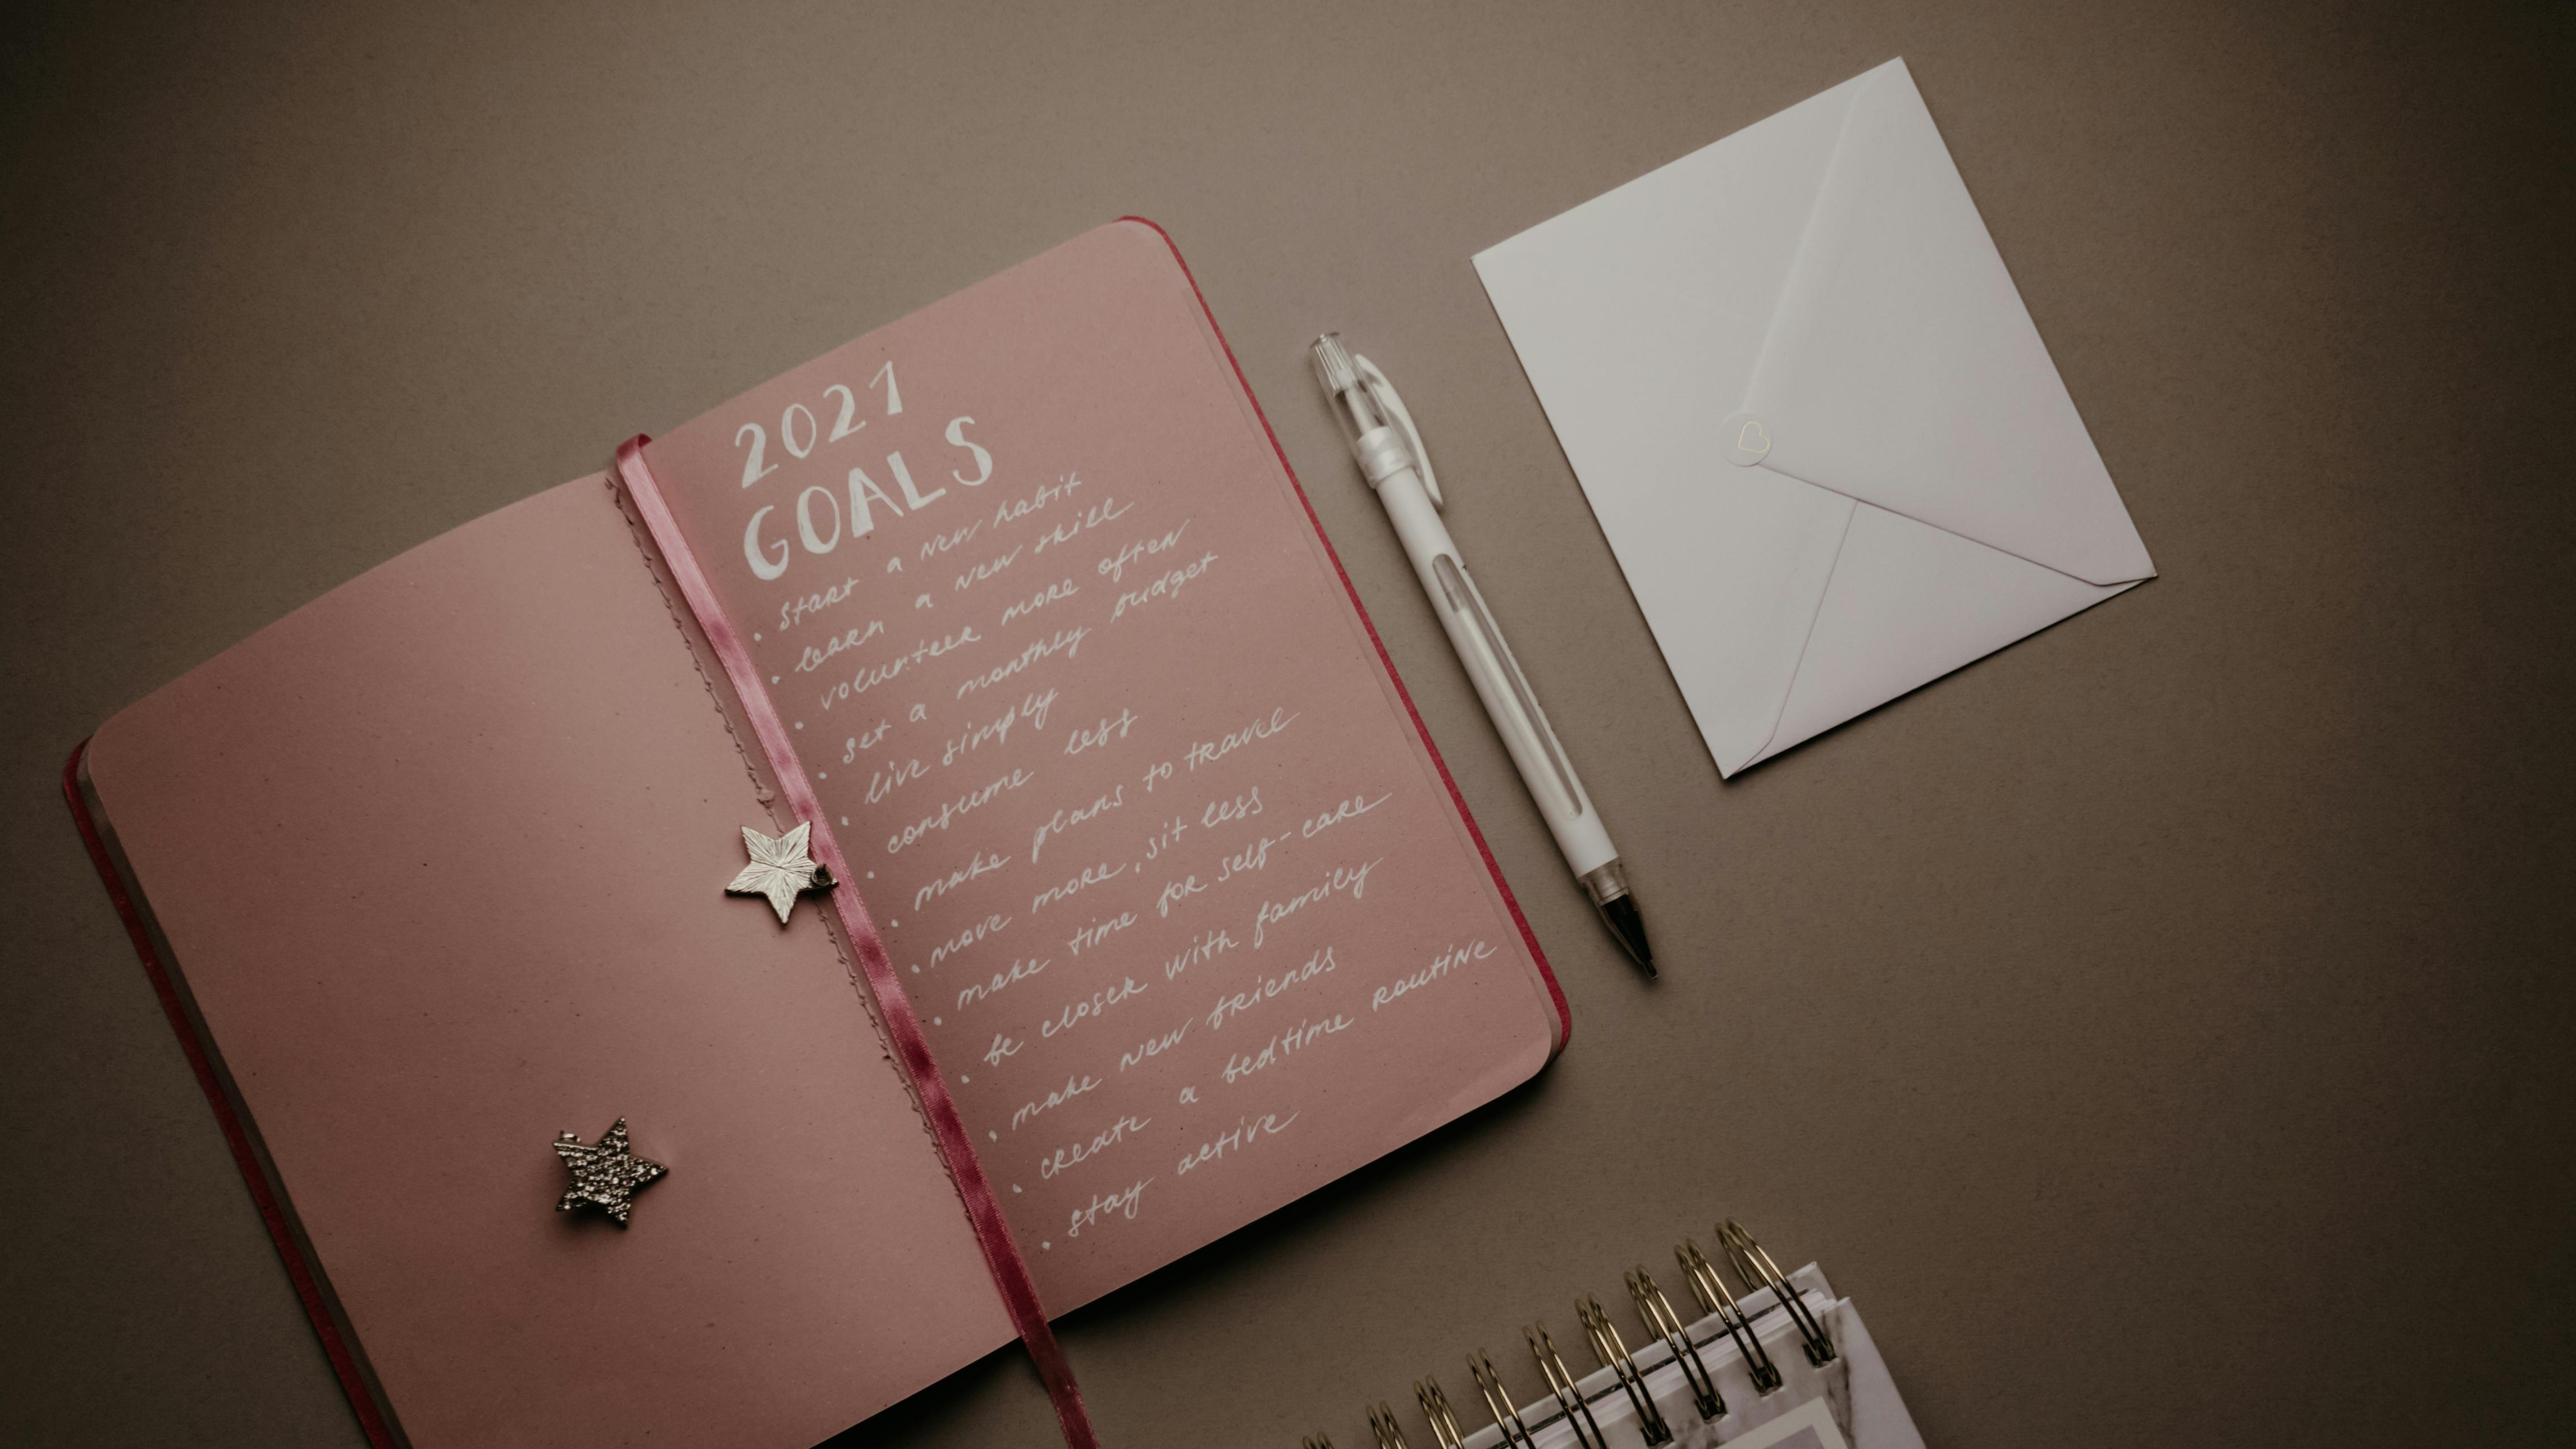 2021
GOALS
• start a new habit
• learn a new skill
• volunteer more often
• set a monthly budget
• live simply
• consume less
• make plans to travel
• move more, sit less
• make time for self-care
• be closer with family
• make new friends
• create a bedtime routine
• stay active